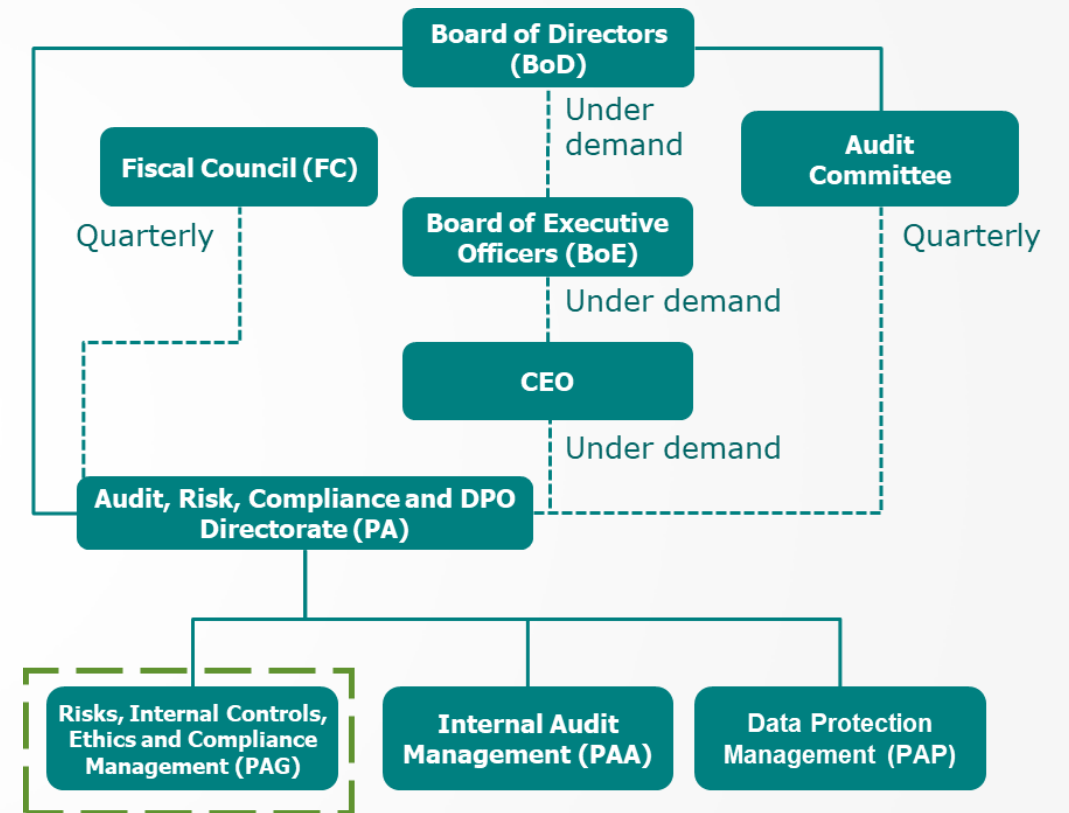 Board of Directors
(BoD)
Under
demand
Fiscal Council (FC)
Audit
Committee
Quarterly
Board of Executive
Officers (BoE)
Quarterly
Under demand
CEO
Under demand
Audit, Risk, Compliance and DPO
Directorate (PA)
Risks, Internal Controls,
Ethics and Compliance
Management (PAG)
Internal Audit
Management (PAA)
Data Protection
Management (PAP)